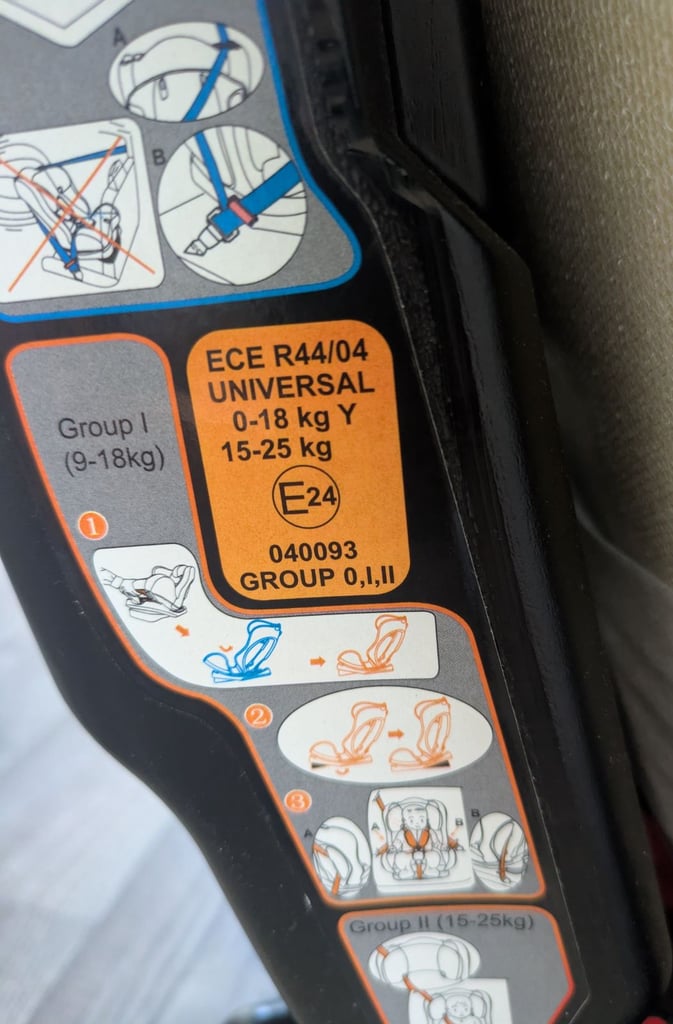 A
B
ECE R44/04
UNIVERSAL
0-18 kg Y
15-25 kg
E24
040093
GROUP 0,I,II
Group I
(9-18kg)
1
2
3
A
A
B
B
Group II (15-25kg)